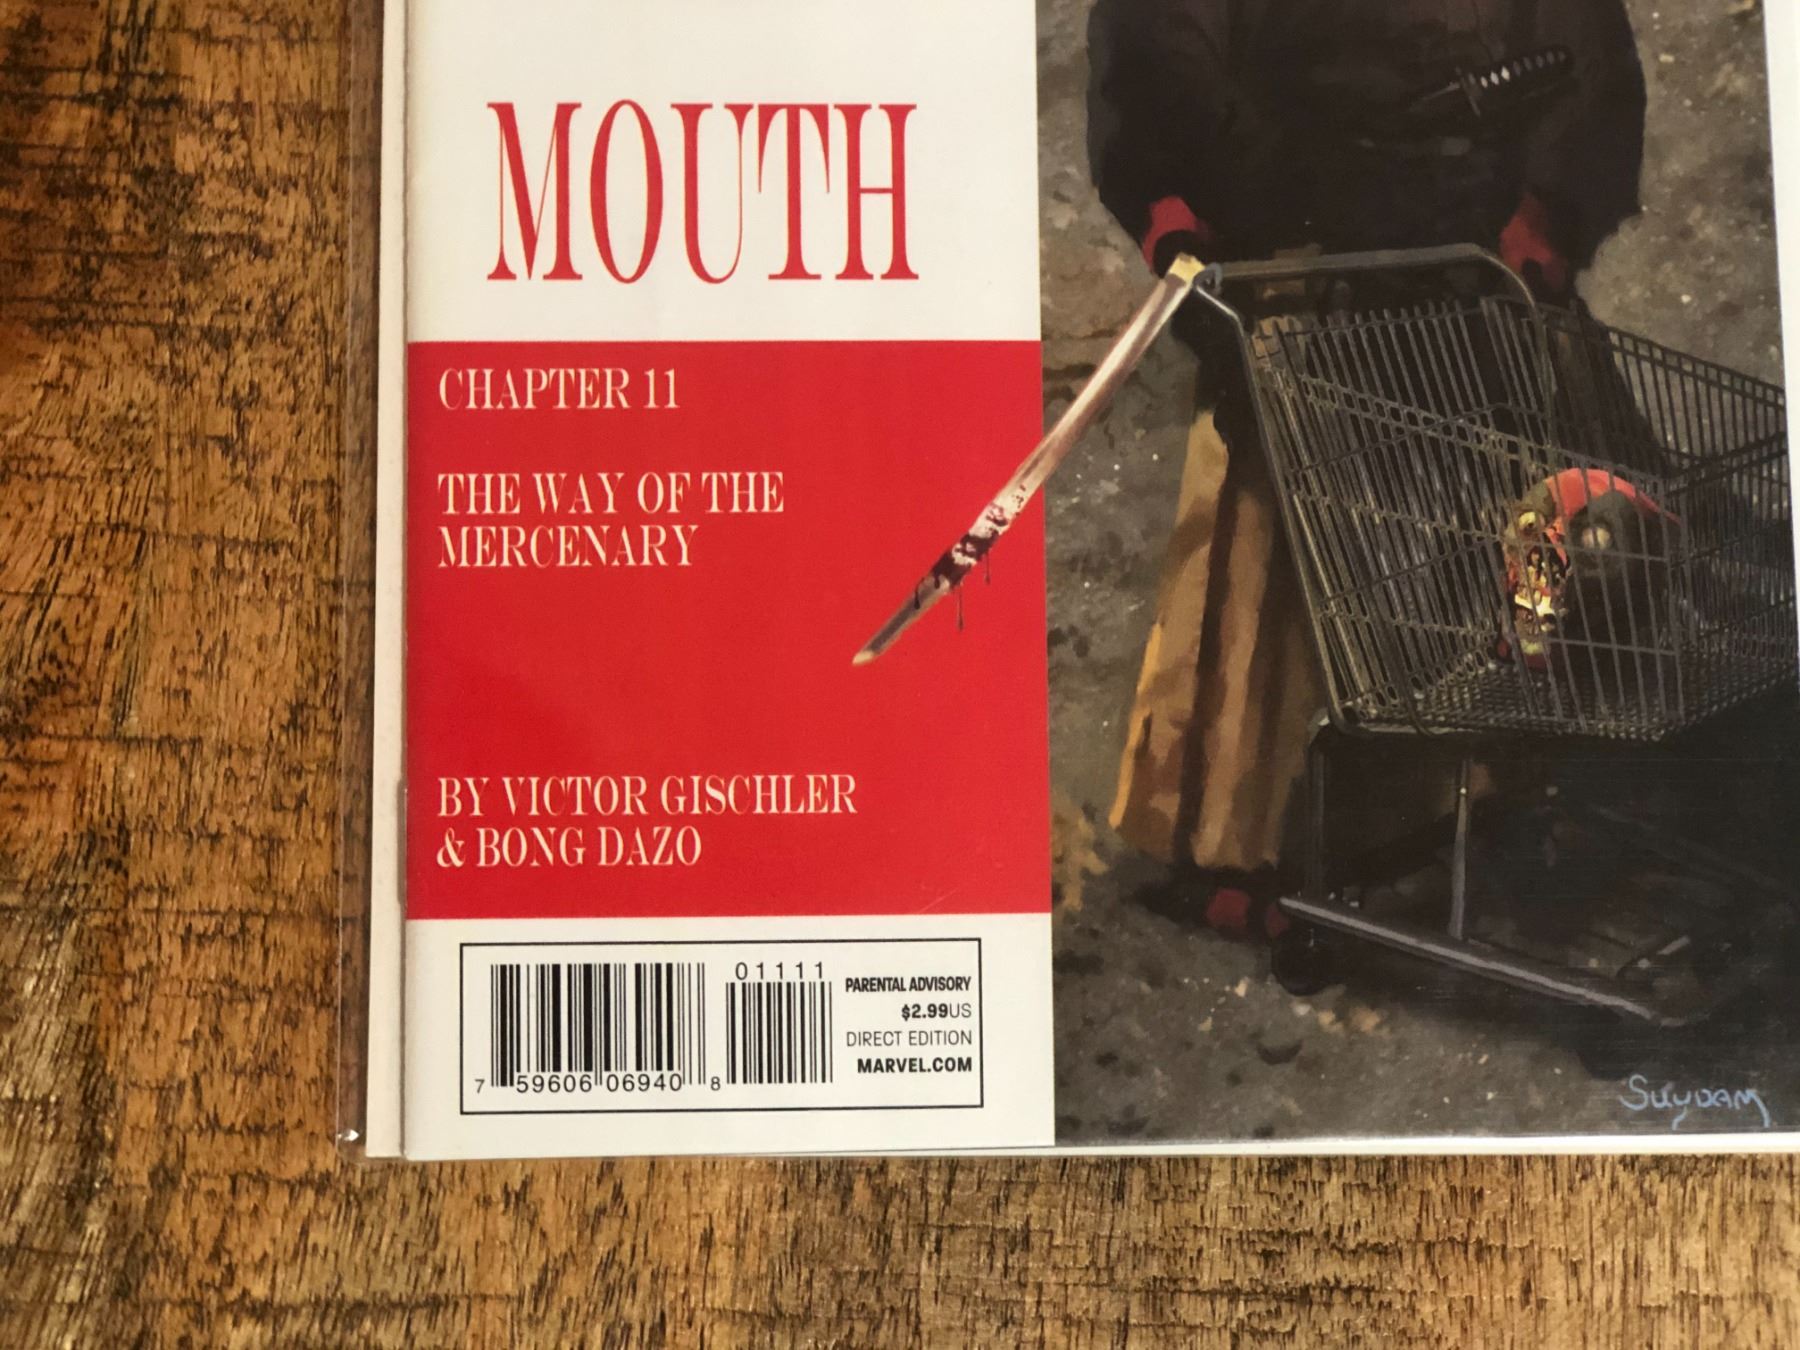 MOUTH
CHAPTER 11
THE WAY OF THE
MERCENARY
BY VICTOR GISCHLER
& BONG DAZO
01111
PARENTAL ADVISORY
$2.99US
DIRECT EDITION
MARVEL.COM
7 59606 06940 8
SUYDAM